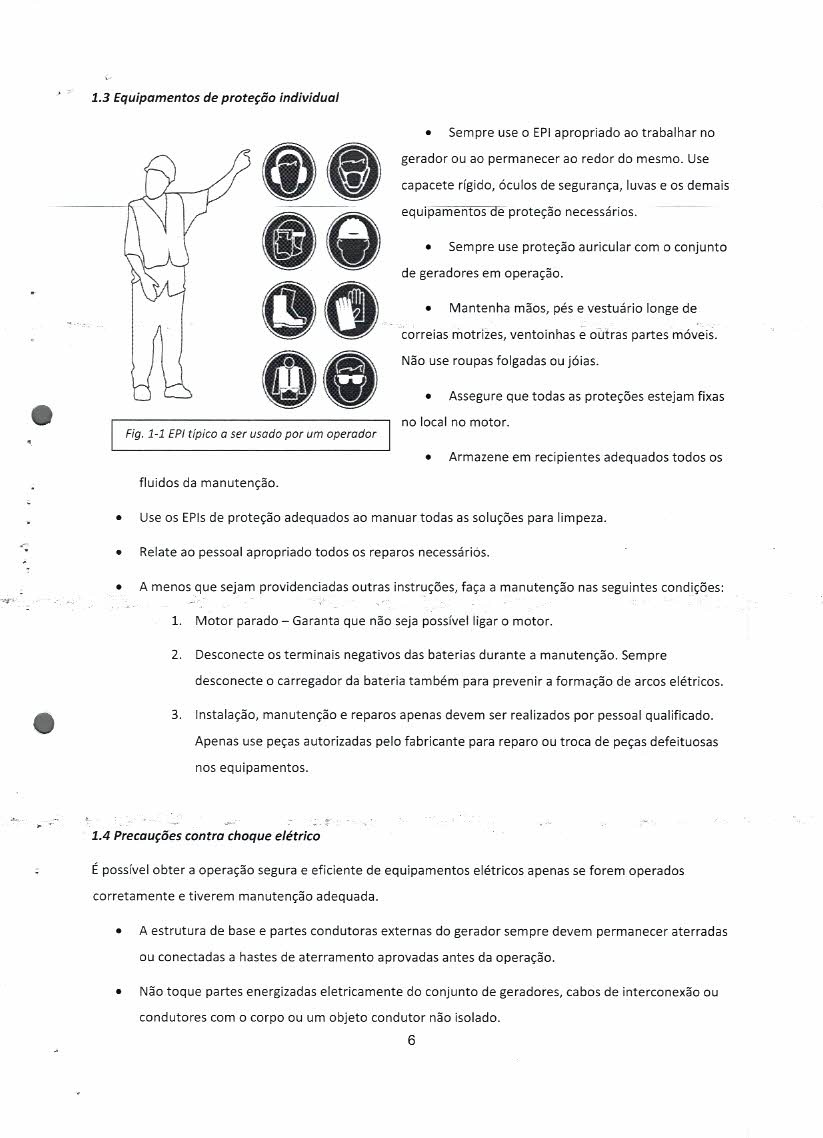 1.3 Equipamentos de proteção individual
• Sempre use o EPI apropriado ao trabalhar no
gerador ou ao permanecer ao redor do mesmo. Use
capacete rígido, óculos de segurança, luvas e os demais
equipamentos de proteção necessários.
• Sempre use proteção auricular com o conjunto
de geradores em operação.
• Mantenha mãos, pés e vestuário longe de
correias motrizes, ventoinhas e outras partes móveis.
Não use roupas folgadas ou jóias.
• Assegure que todas as proteções estejam fixas
no local no motor.
Fig. 1-1 EPI típico a ser usado por um operador
• Armazene em recipientes adequados todos os
fluidos da manutenção.
• Use os EPIs de proteção adequados ao manuar todas as soluções para limpeza.
• Relate ao pessoal apropriado todos os reparos necessários.
• A menos que sejam providenciadas outras instruções, faça a manutenção nas seguintes condições:
1. Motor parado – Garanta que não seja possível ligar o motor.
2. Desconecte os terminais negativos das baterias durante a manutenção. Sempre
desconecte o carregador da bateria também para prevenir a formação de arcos elétricos.
3. Instalação, manutenção e reparos apenas devem ser realizados por pessoal qualificado.
Apenas use peças autorizadas pelo fabricante para reparo ou troca de peças defeituosas
nos equipamentos.
1.4 Precauções contra choque elétrico
É possível obter a operação segura e eficiente de equipamentos elétricos apenas se forem operados
corretamente e tiverem manutenção adequada.
• A estrutura de base e partes condutoras externas do gerador sempre devem permanecer aterradas
ou conectadas a hastes de aterramento aprovadas antes da operação.
• Não toque partes energizadas eletricamente do conjunto de geradores, cabos de interconexão ou
condutores com o corpo ou um objeto condutor não isolado.
6